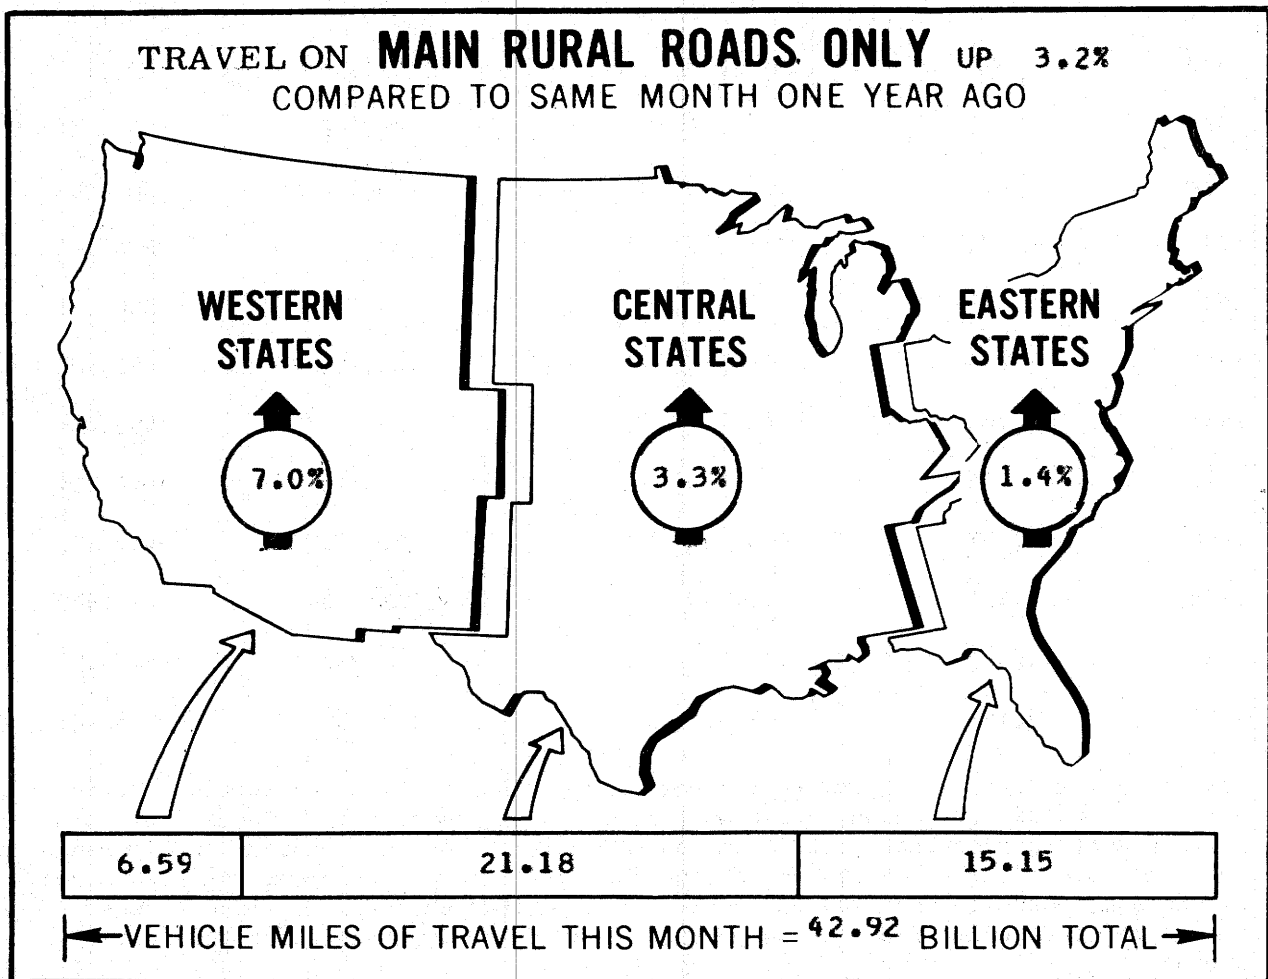 TRAVEL ON MAIN RURAL ROADS ONLY UP 3.2%
COMPARED TO SAME MONTH ONE YEAR AGO
WESTERN
STATES
CENTRAL
STATES
EASTERN
STATES
7.0%
3.3%
1.4%
6.59
21.18
15.15
VEHICLE MILES OF TRAVEL THIS MONTH = 42.92 BILLION TOTAL